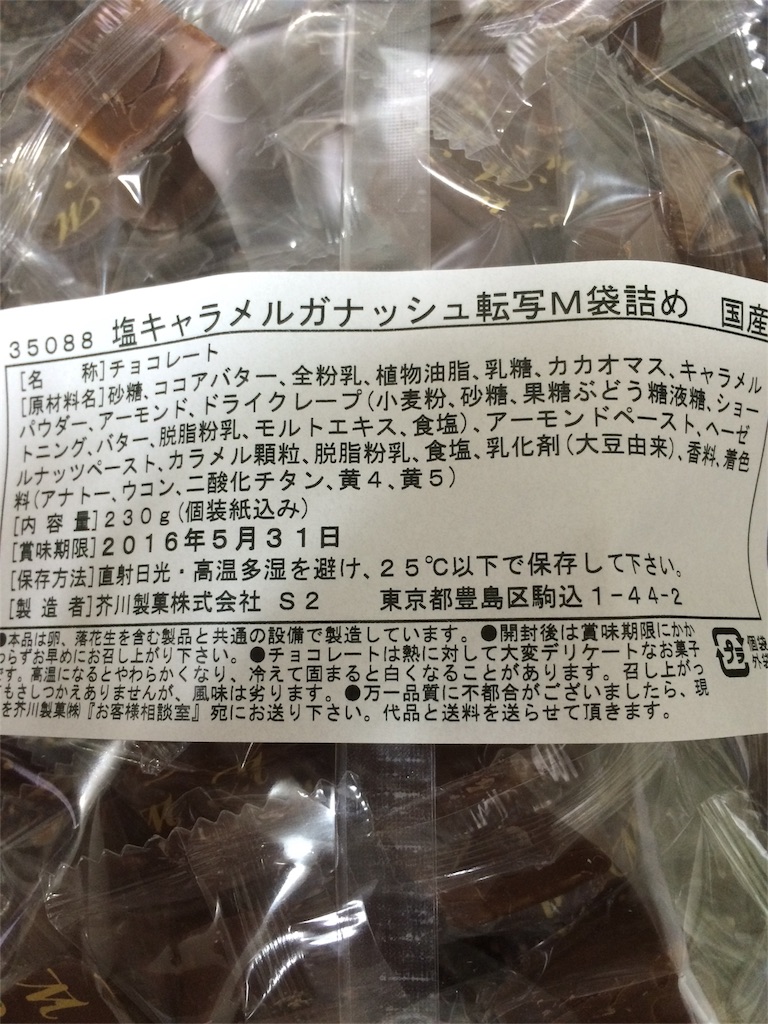 35088 塩キャラメルガナッシュ転写M袋詰め 国産
[名 称]チョコレート
[原材料名]砂糖、ココアバター、全粉乳、植物油脂、乳糖、カカオマス、キャラメル
パウダー、アーモンド、ドライクレープ(小麦粉、砂糖、果糖ぶどう糖液糖、ショー
トニング、バター、脱脂粉乳、モルトエキス、食塩)、アーモンドペースト、ヘーゼ
ルナッツペースト、カラメル顆粒、脱脂粉乳、食塩、乳化剤(大豆由来)、香料、着色
料(アナトー、ウコン、二酸化チタン、黄4、黄5)
[内 容 量]230g(個装紙込み)
[賞味期限]2016年5月31日
[保存方法]直射日光・高温多湿を避け、25℃以下で保存して下さい。
[製 造 者]芥川製菓株式会社 S2 東京都豊島区駒込1-44-2
●本品は卵、落花生を含む製品と共通の設備で製造しています。●開封後は賞味期限にかか
わらずお早めにお召し上がり下さい。●チョコレートは熱に対して大変デリケートなお菓子
です。高温になるとやわらかくなり、冷えて固まると白くなることがあります。召し上がっ
てもさしつかえありませんが、風味は劣ります。●万一品質に不都合がございましたら、現
を芥川製菓㈱『お客様相談室』宛にお送り下さい。代品と送料を送らせて頂きます。
プラ
個袋
外袋